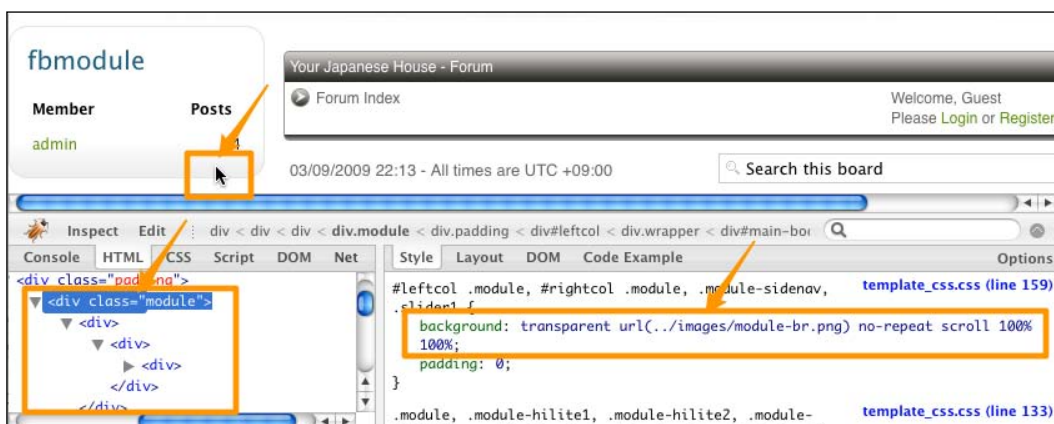 fbmodule
Member Posts
admin
Your Japanese House - Forum
Forum Index
Welcome, Guest
Please Login or Register
03/09/2009 22:13 - All times are UTC +09:00
Search this board
Inspect Edit div < div < div < div.module < div.padding < div#leftcol < div.wrapper < div#main-bo
Console HTML CSS Script DOM Net
<div class="padding">
<div class="module">
<div>
<div>
<div>
</div>
</div>
Style Layout DOM Code Example Options
#leftcol .module, #rightcol .module, .module-sidenav, template_css.css (line 159)
.slider1 {
background: transparent url(../images/module-br.png) no-repeat scroll 100%
100%;
padding: 0;
}
.module, .module-hilite1, .module-hilite2, .module- template_css.css (line 133)